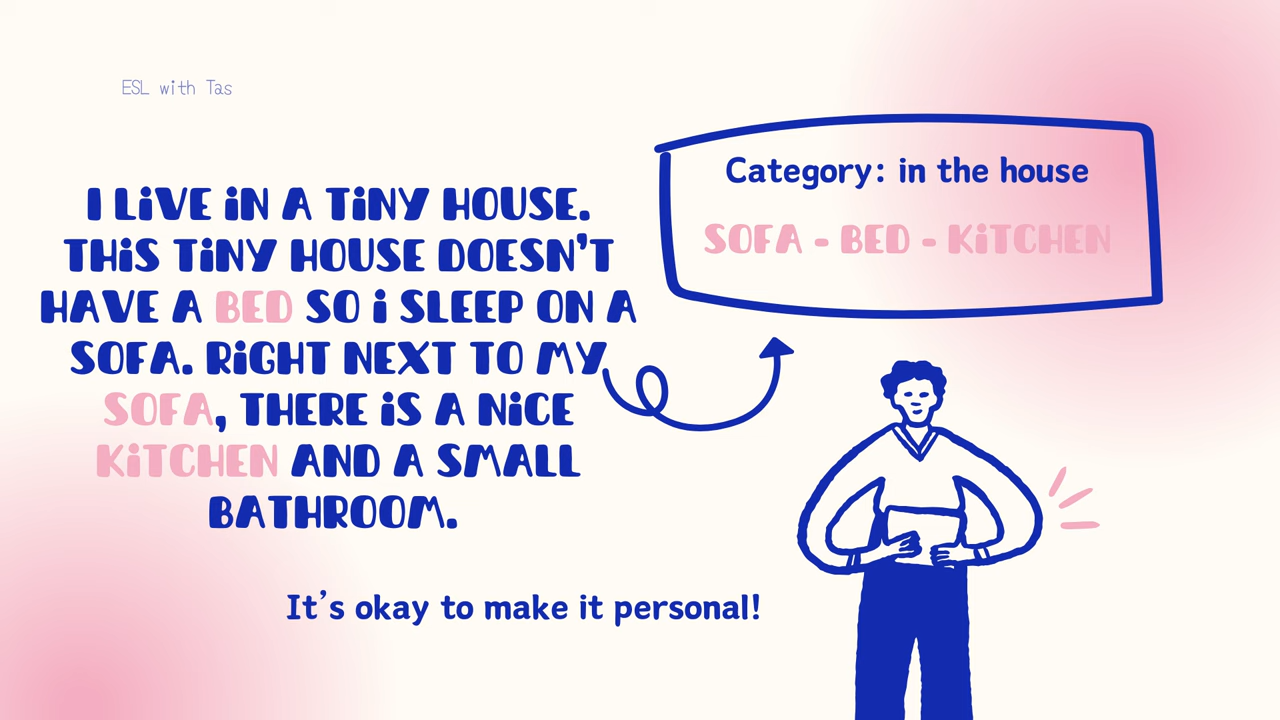 ESL with Tas
I LiVE iN A TiNY HOUSE.
THiS TiNY HOUSE DOESN'T
HAVE A BED SO i SLEEP ON A
SOFA. RiGHT NEXT TO MY
SOFA, THERE iS A NiCE
KiTCHEN AND A SMALL
BATHROOM.
Category: in the house
SOFA - BED - KiTCHEN
It's okay to make it personal!